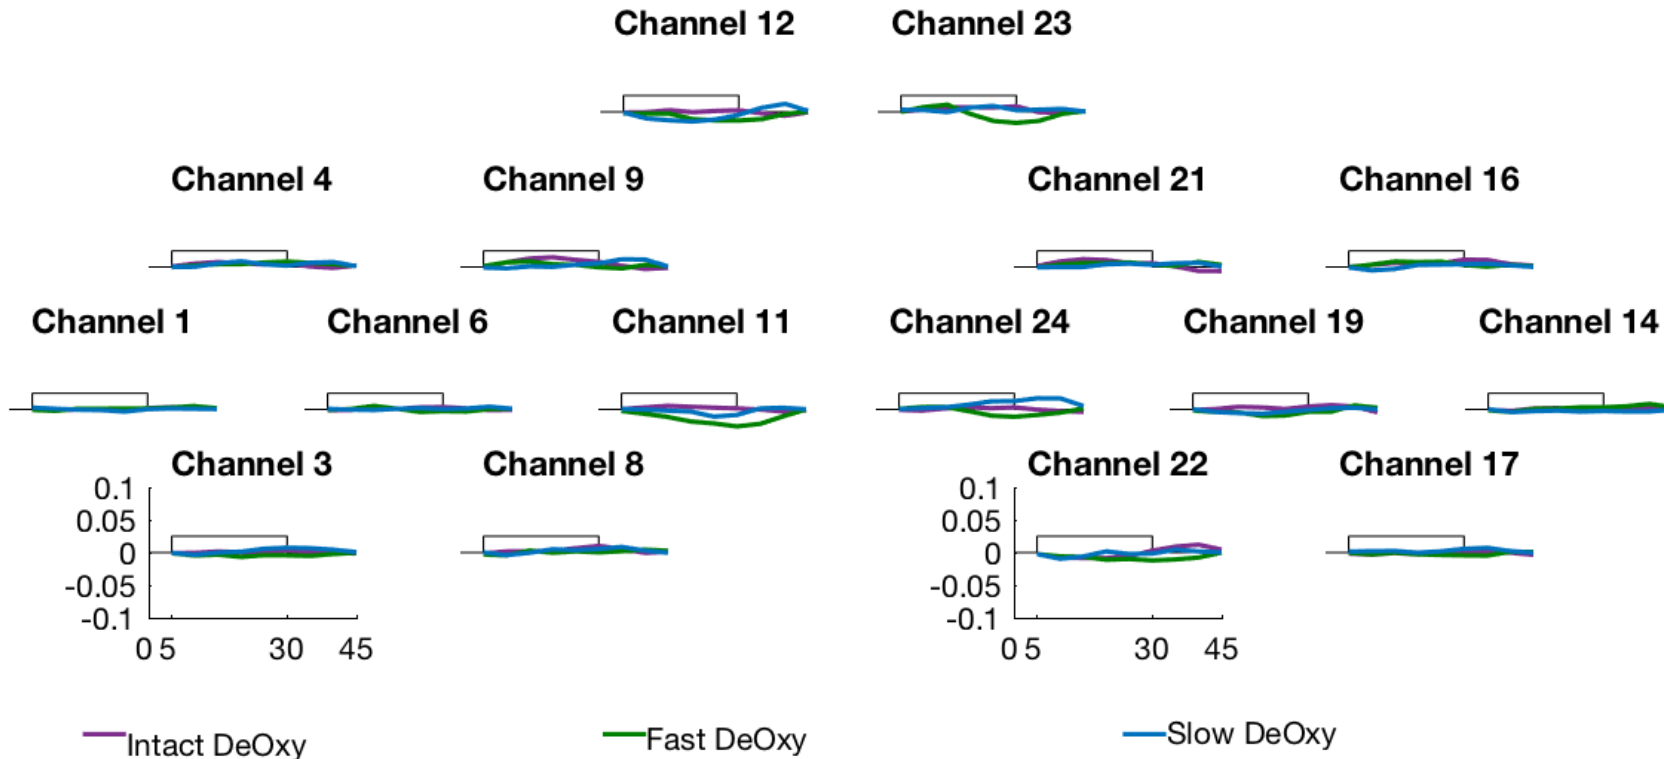 Channel 12 Channel 23
Channel 4 Channel 9 Channel 21 Channel 16
Channel 1 Channel 6 Channel 11 Channel 24 Channel 19 Channel 14
Channel 3 Channel 8 Channel 22 Channel 17
0.1 0.1
0.05 0.05
0 0
-0.05 -0.05
-0.1 -0.1
0 5 30 45 0 5 30 45
Intact DeOxy Fast DeOxy Slow DeOxy